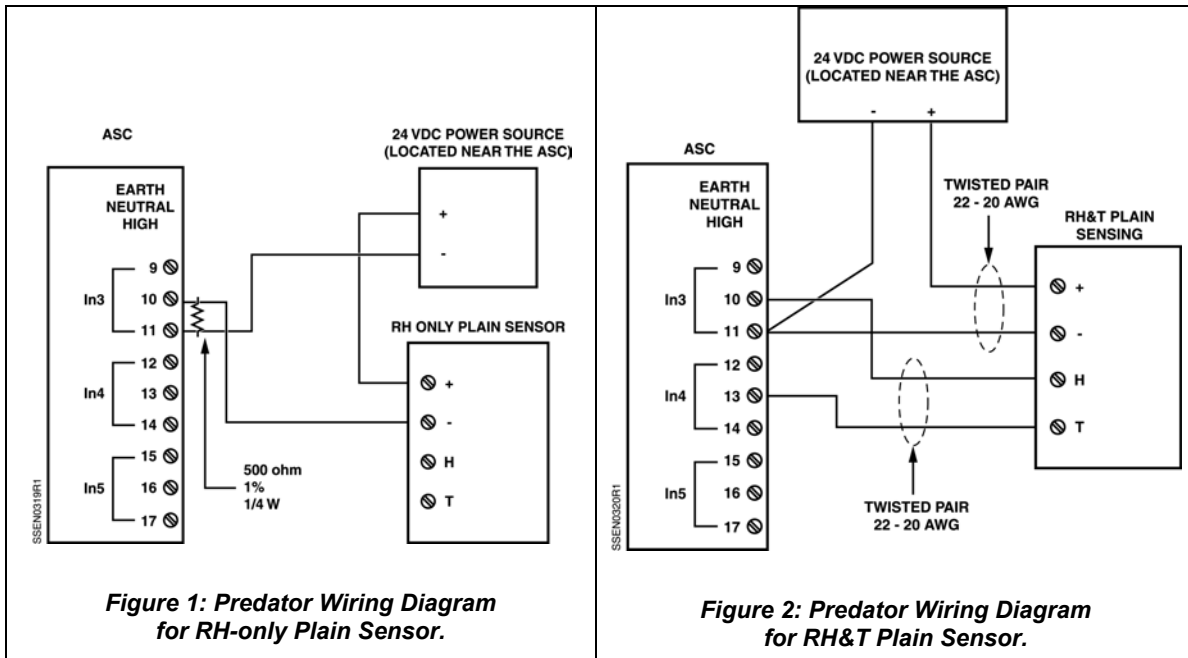 ASC
EARTH
NEUTRAL
HIGH
In3
9
10
11
In4
12
13
14
In5
15
16
17
24 VDC POWER SOURCE
(LOCATED NEAR THE ASC)
+
-
RH ONLY PLAIN SENSOR
+
-
H
T
500 ohm
1%
1/4 W
SSEN0319R1
Figure 1: Predator Wiring Diagram
for RH-only Plain Sensor.
24 VDC POWER SOURCE
(LOCATED NEAR THE ASC)
- +
ASC
EARTH
NEUTRAL
HIGH
In3
9
10
11
In4
12
13
14
In5
15
16
17
TWISTED PAIR
22 - 20 AWG
RH&T PLAIN
SENSING
+
-
H
T
TWISTED PAIR
22 - 20 AWG
SSEN0320R1
Figure 2: Predator Wiring Diagram
for RH&T Plain Sensor.